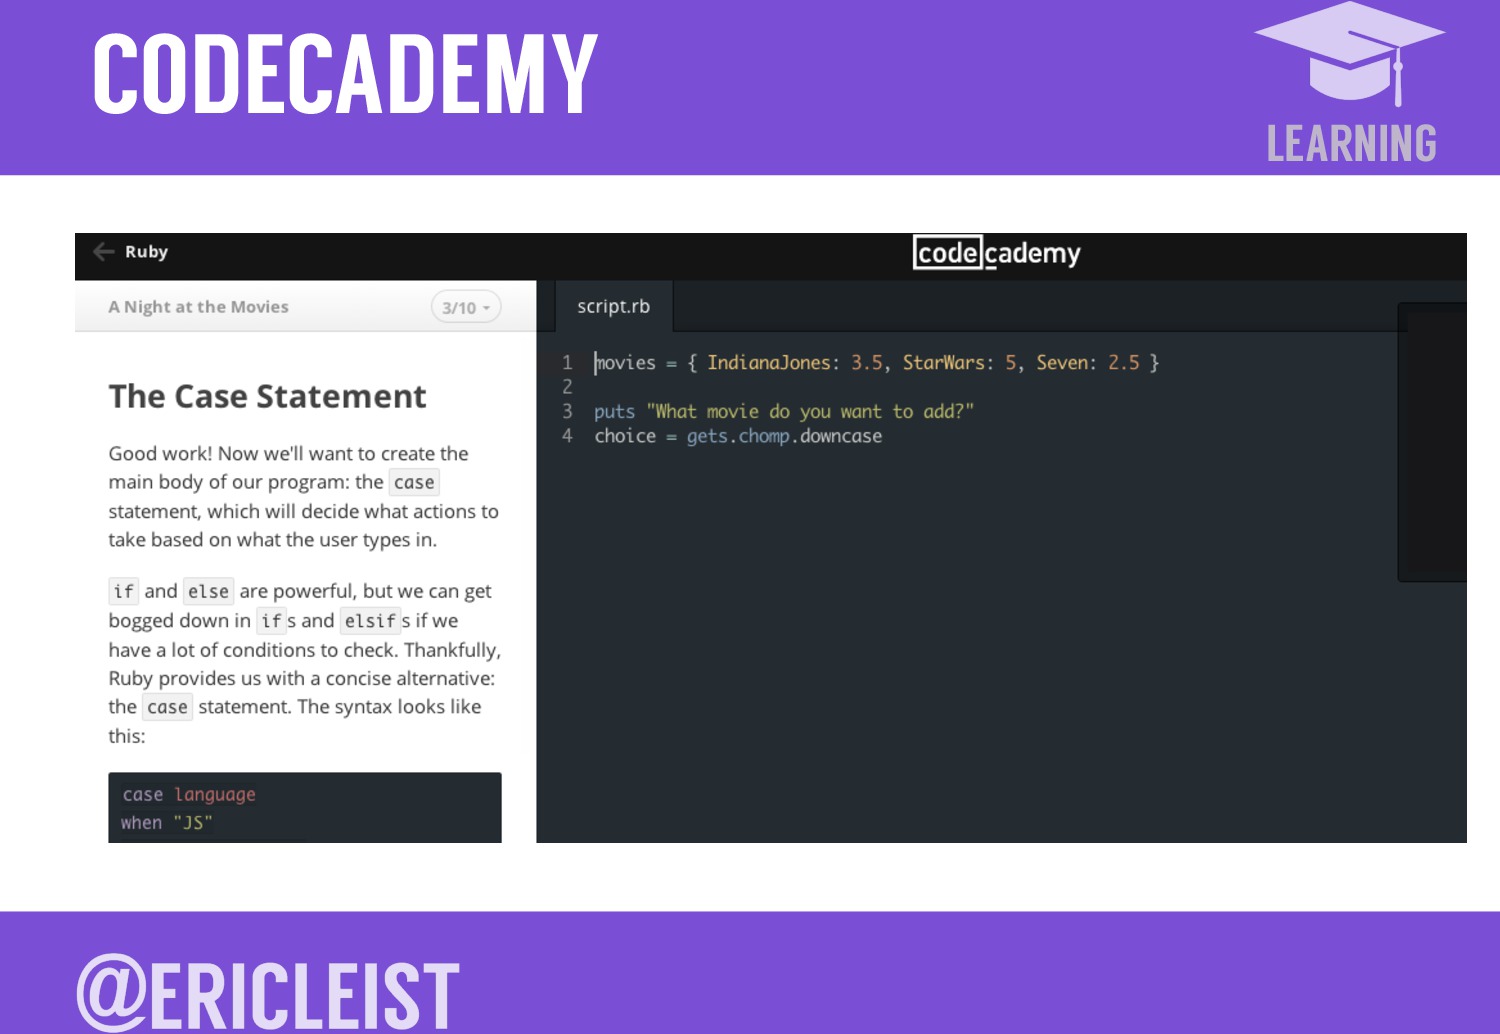 CODECADEMY
LEARNING
Ruby
codecademy
A Night at the Movies
3/10
script.rb
The Case Statement
Good work! Now we'll want to create the
main body of our program: the case
statement, which will decide what actions to
take based on what the user types in.
if and else are powerful, but we can get
bogged down in ifs and elsifs if we
have a lot of conditions to check. Thankfully,
Ruby provides us with a concise alternative:
the case statement. The syntax looks like
this:
case language
when "JS"
1 movies = { IndianaJones: 3.5, StarWars: 5, Seven: 2.5 }
2
3 puts "What movie do you want to add?"
4 choice = gets.chomp.downcase
@ERICLEIST